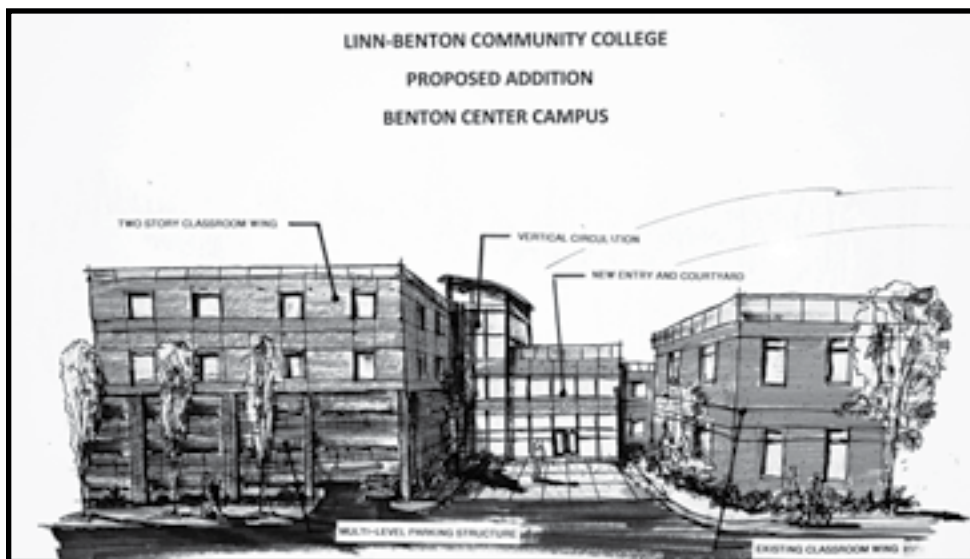 LINN-BENTON COMMUNITY COLLEGE
PROPOSED ADDITION
BENTON CENTER CAMPUS
TWO STORY CLASSROOM WING
VERTICAL CIRCULATION
NEW ENTRY AND COURTYARD
MULTI-LEVEL PARKING STRUCTURE
EXISTING CLASSROOM WING